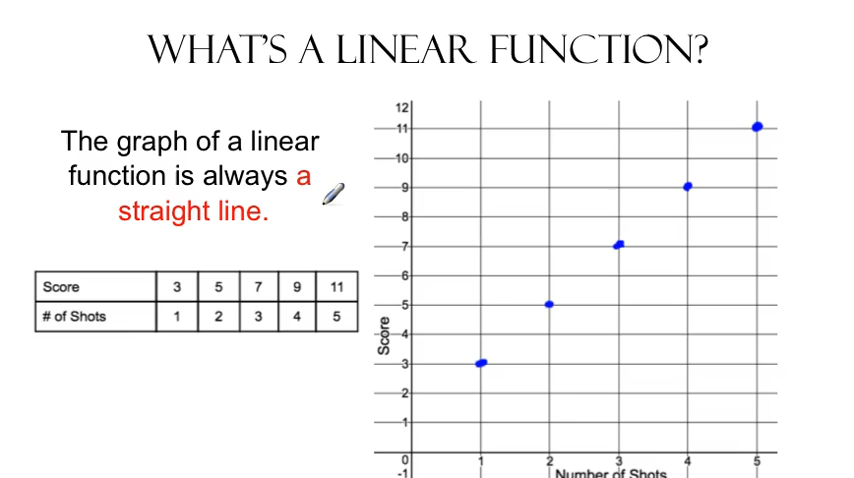 WHAT'S A LINEAR FUNCTION?
The graph of a linear
function is always a
straight line.
Score 3 5 7 9 11
# of Shots 1 2 3 4 5
12
11
10
9
8
7
6
5
4
3
2
1
0
-1
Score
1 2 3 4 5
Number of Shots